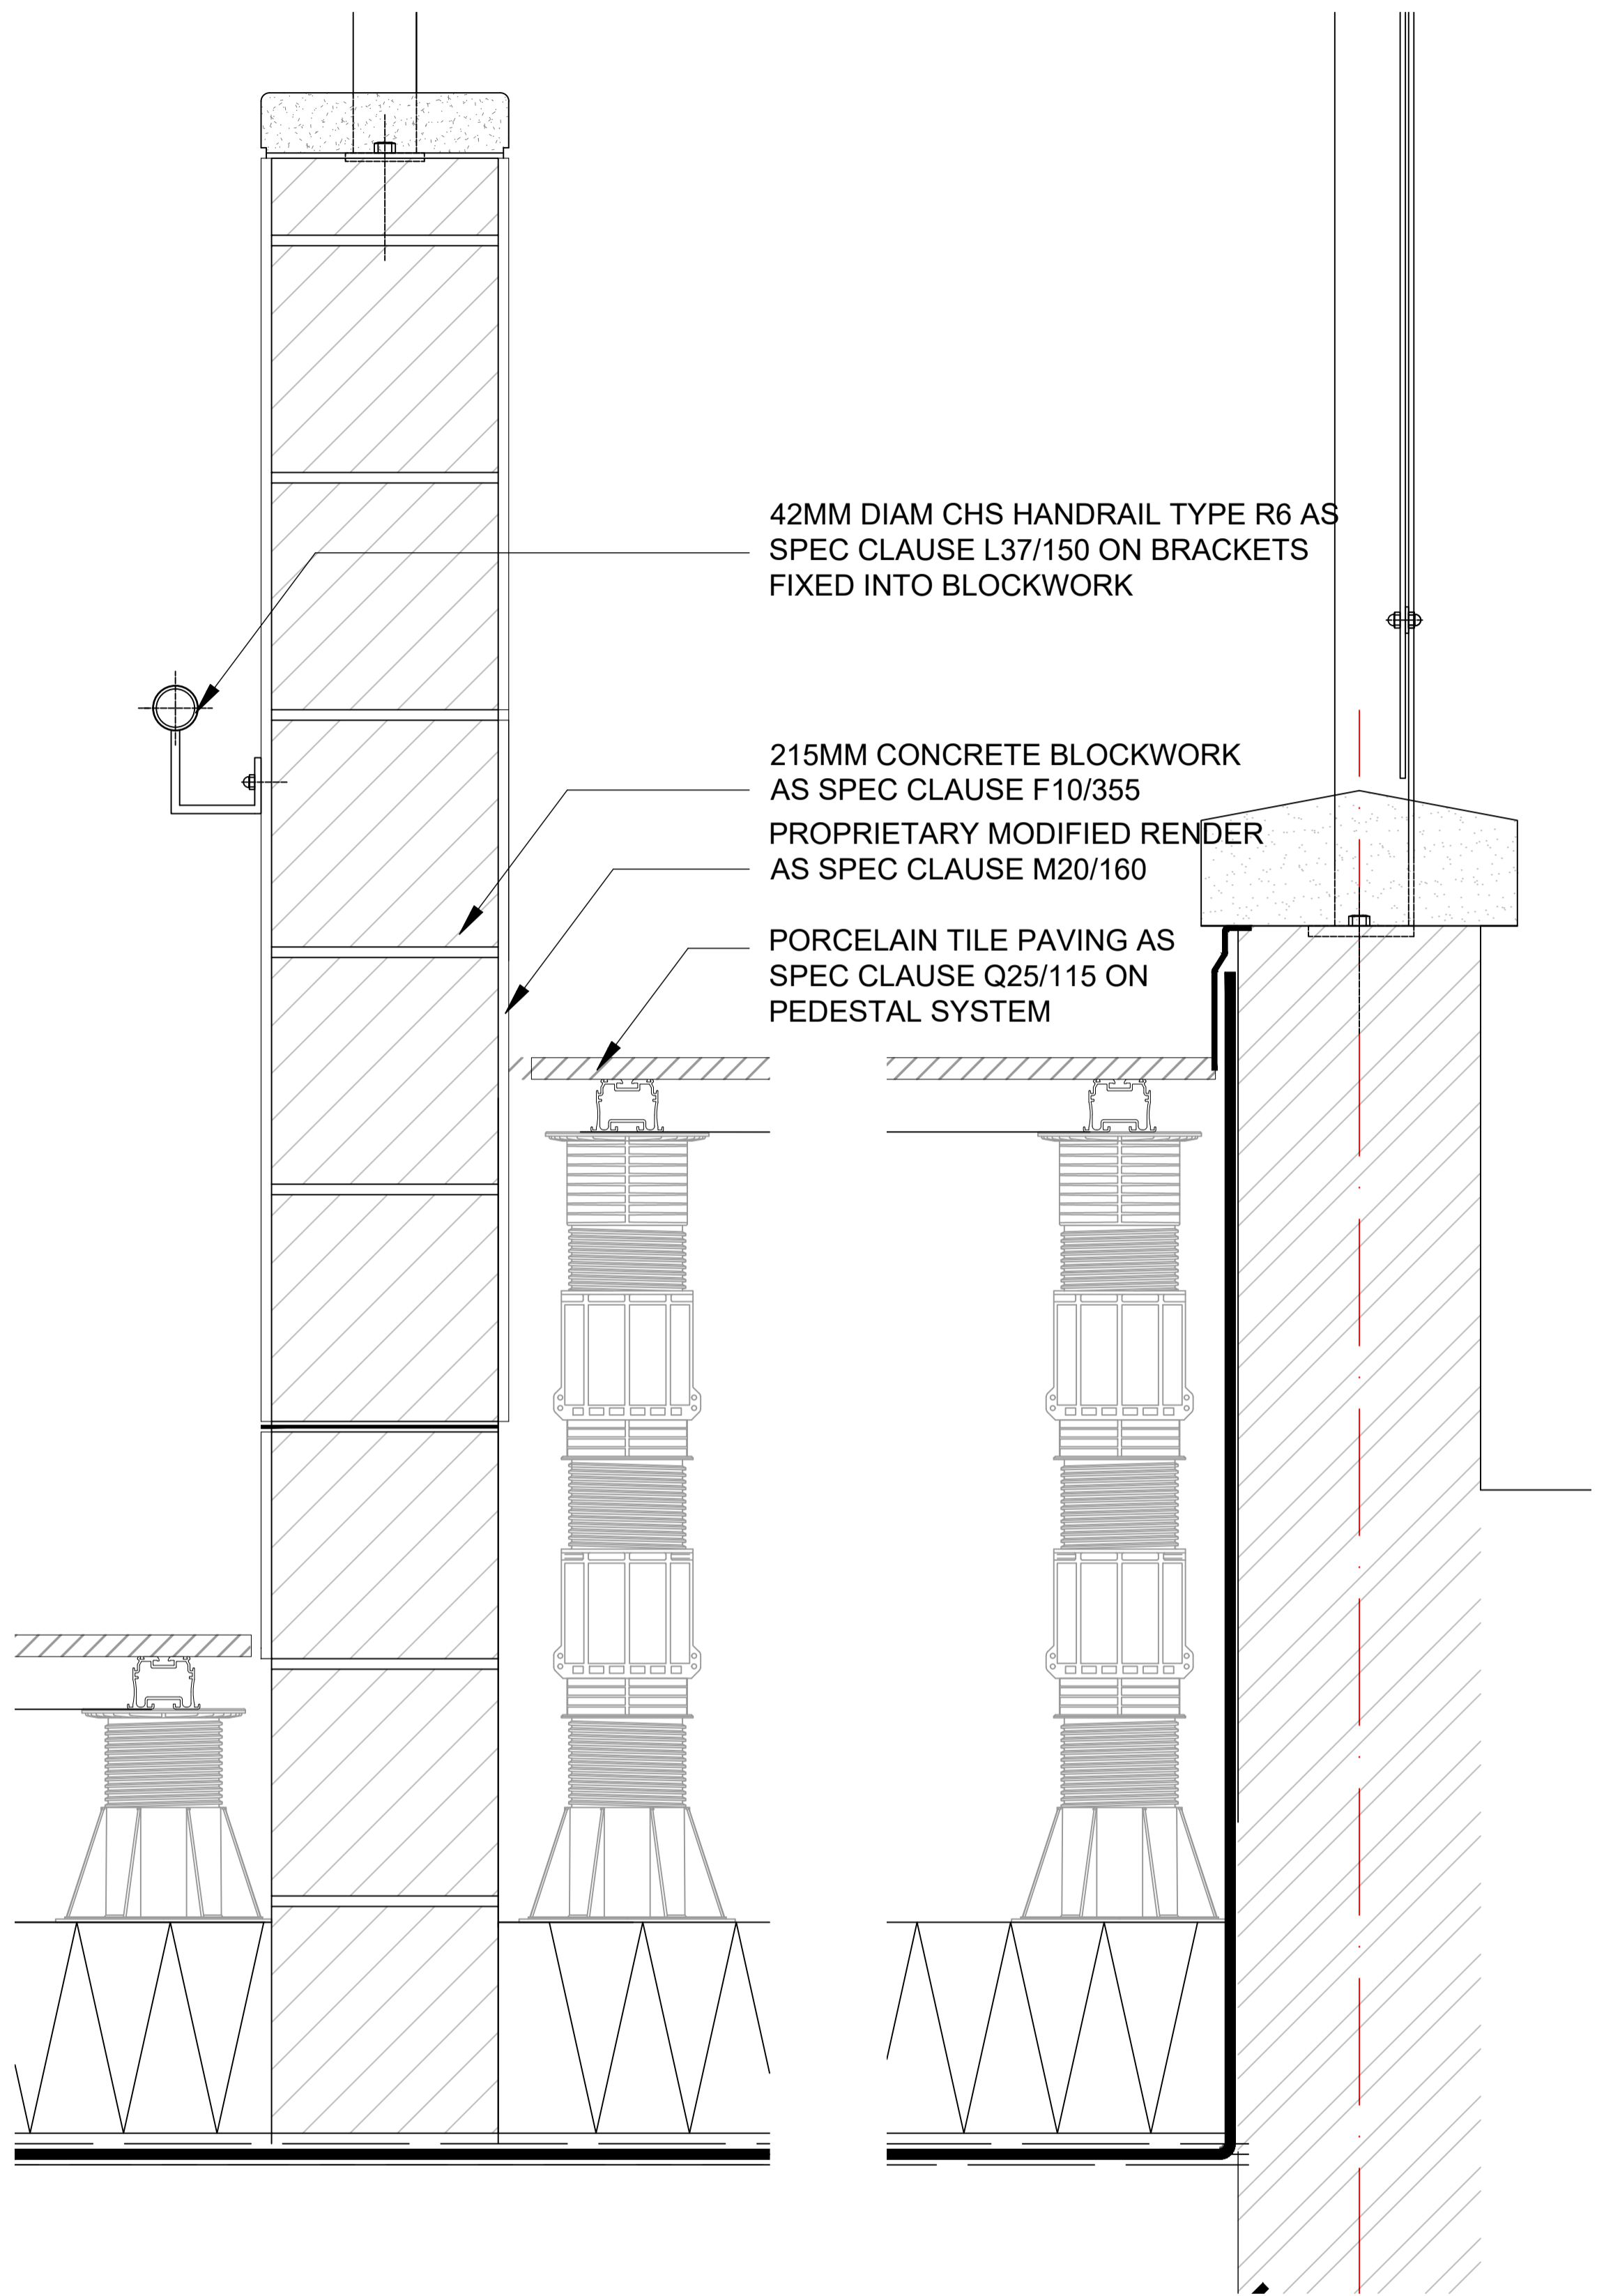 42MM DIAM CHS HANDRAIL TYPE R6 AS
SPEC CLAUSE L37/150 ON BRACKETS
FIXED INTO BLOCKWORK
215MM CONCRETE BLOCKWORK
AS SPEC CLAUSE F10/355
PROPRIETARY MODIFIED RENDER
AS SPEC CLAUSE M20/160
PORCELAIN TILE PAVING AS
SPEC CLAUSE Q25/115 ON
PEDESTAL SYSTEM